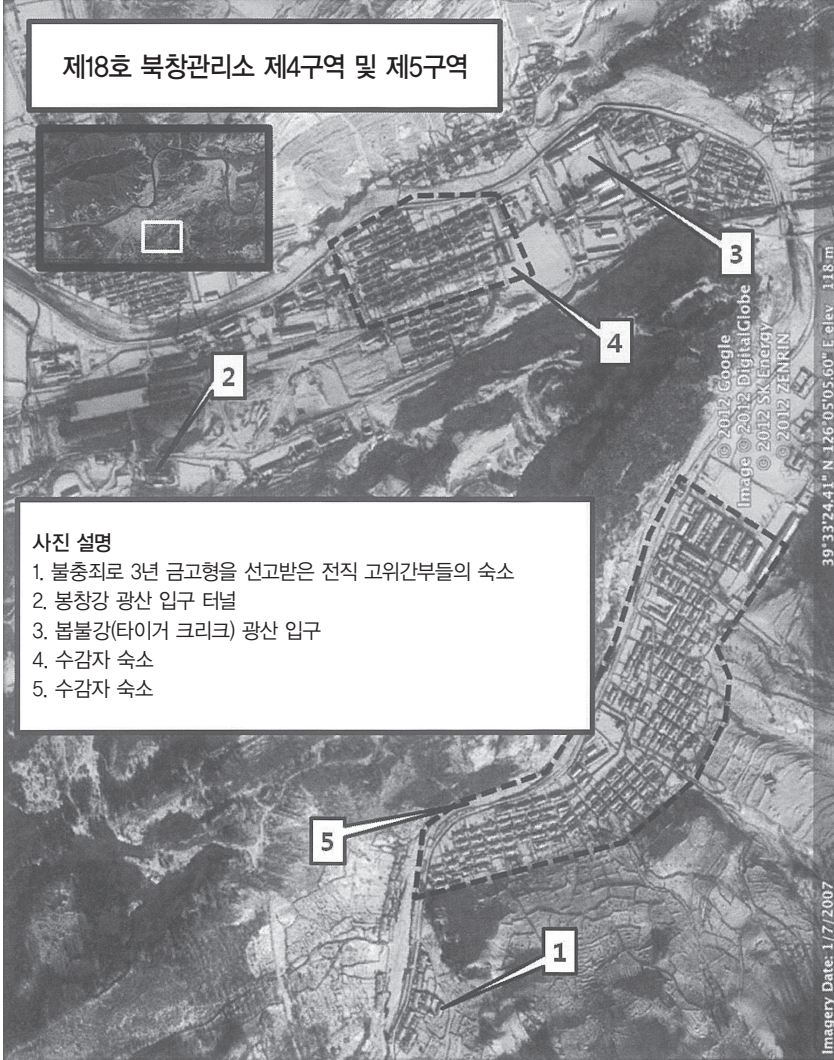 제18호 북창관리소 제4구역 및 제5구역
3
4
2
© 2012 Google
Image © 2012 DigitalGlobe
© 2012 SK Energy
© 2012 ZENRIN
39°33'24.41" N 126°05'05.60" E elev 118 m
사진 설명
1. 불충죄로 3년 금고형을 선고받은 전직 고위간부들의 숙소
2. 봉창강 광산 입구 터널
3. 봅불강(타이거 크리크) 광산 입구
4. 수감자 숙소
5. 수감자 숙소
5
1
Imagery Date: 1/7/2007